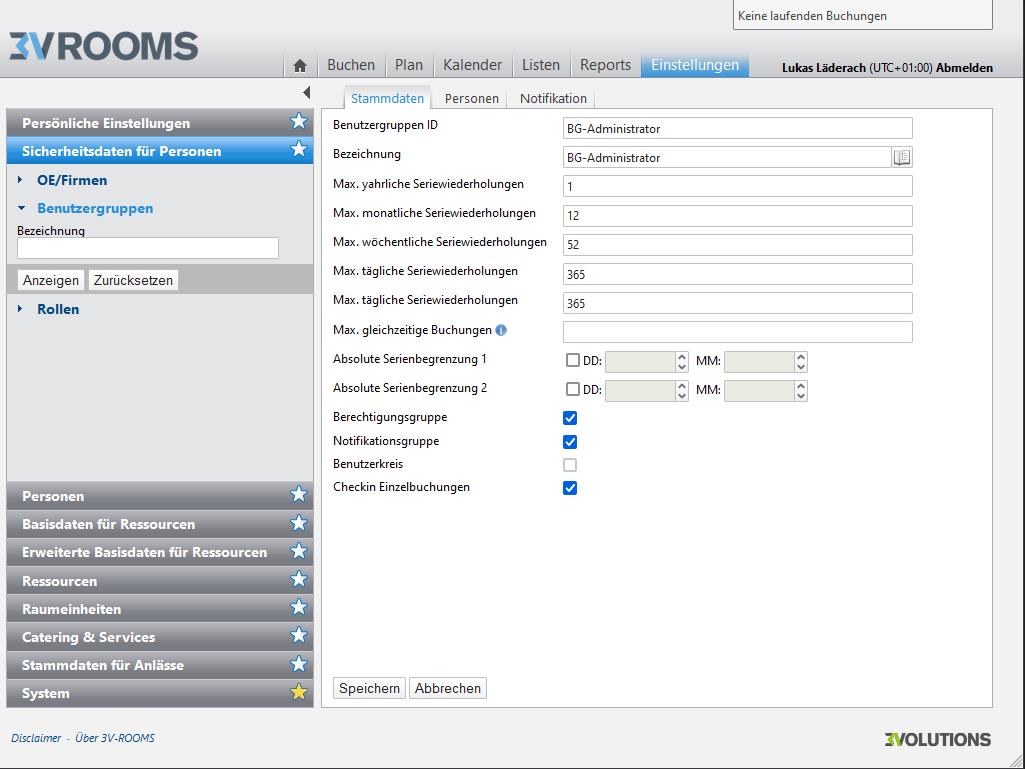 Keine laufenden Buchungen
3V ROOMS
Buchen Plan Kalender Listen Reports Einstellungen
Lukas Läderach (UTC+01:00) Abmelden
Stammdaten Personen Notifikation
Persönliche Einstellungen
Sicherheitsdaten für Personen
OE/Firmen
Benutzergruppen
Bezeichnung
Anzeigen Zurücksetzen
Rollen
Personen
Basisdaten für Ressourcen
Erweiterte Basisdaten für Ressourcen
Ressourcen
Raumeinheiten
Catering & Services
Stammdaten für Anlässe
System
Benutzergruppen ID BG-Administrator
Bezeichnung BG-Administrator
Max. yahrliche Seriewiederholungen 1
Max. monatliche Seriewiederholungen 12
Max. wöchentliche Seriewiederholungen 52
Max. tägliche Seriewiederholungen 365
Max. tägliche Seriewiederholungen 365
Max. gleichzeitige Buchungen i
Absolute Serienbegrenzung 1 DD: MM:
Absolute Serienbegrenzung 2 DD: MM:
Berechtigungsgruppe
Notifikationsgruppe
Benutzerkreis
Checkin Einzelbuchungen
Speichern Abbrechen
Disclaimer - Über 3V-ROOMS
3VOLUTIONS